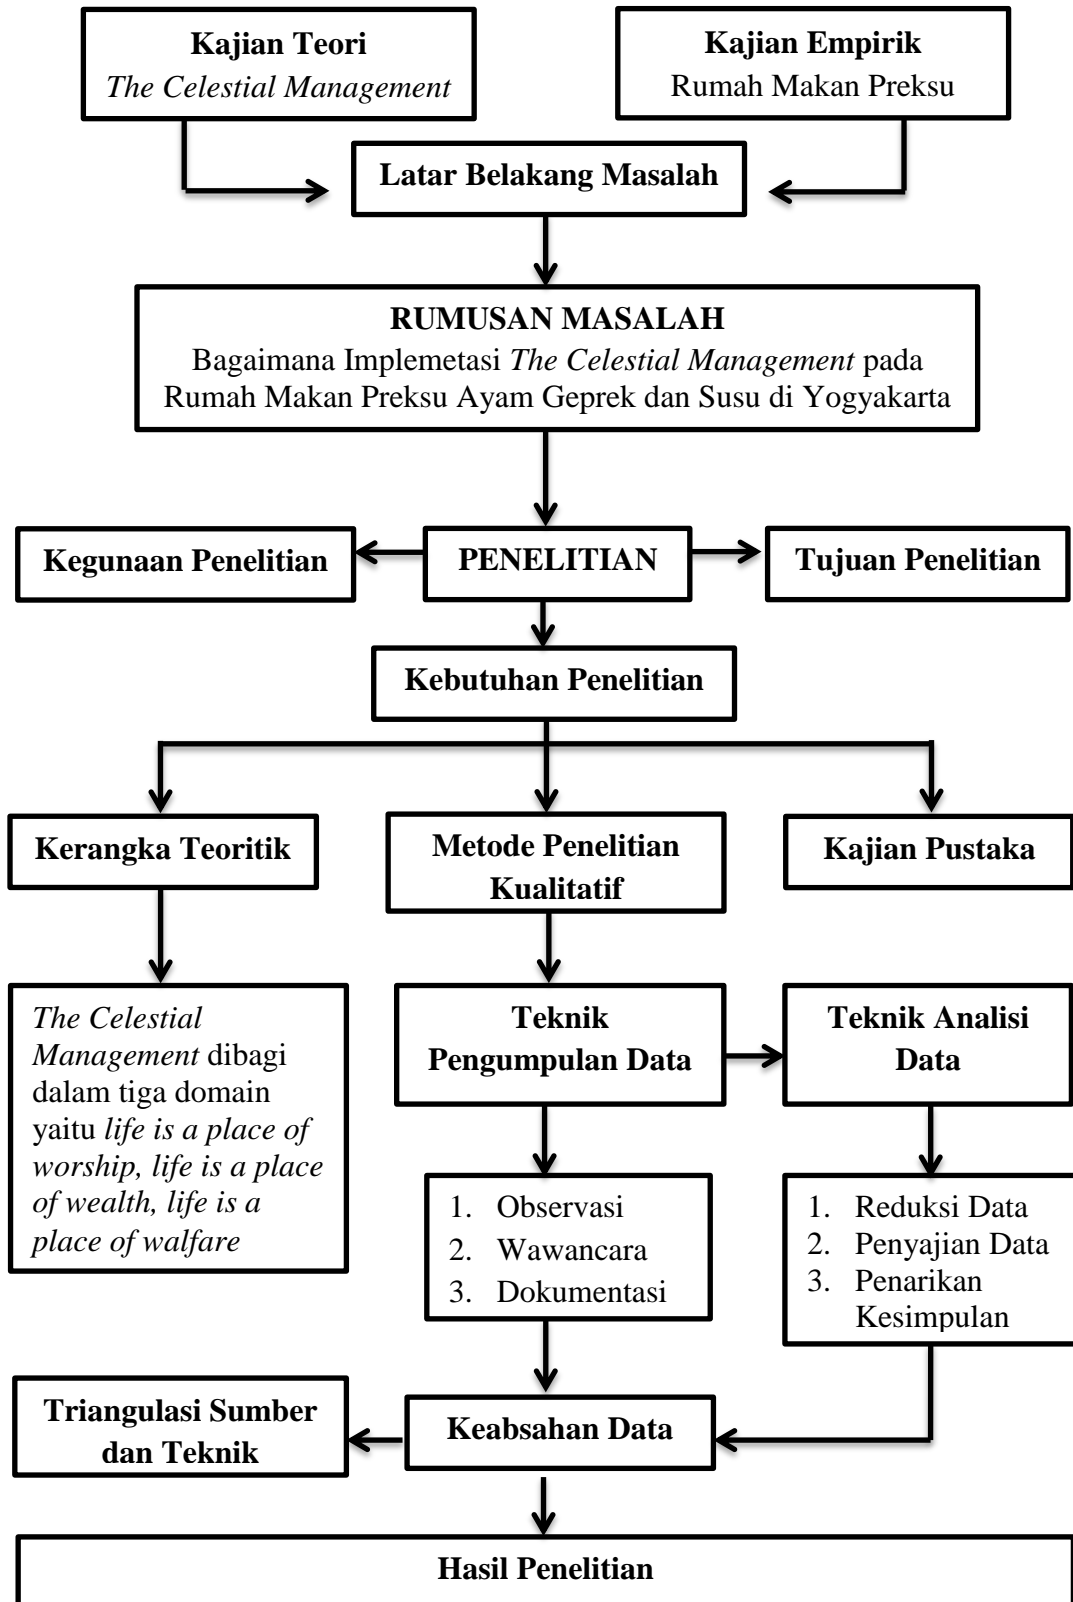 Kajian Teori
The Celestial Management
Kajian Empirik
Rumah Makan Preksu
Latar Belakang Masalah
RUMUSAN MASALAH
Bagaimana Implemetasi The Celestial Management pada
Rumah Makan Preksu Ayam Geprek dan Susu di Yogyakarta
Kegunaan Penelitian
PENELITIAN
Tujuan Penelitian
Kebutuhan Penelitian
Kerangka Teoritik
Metode Penelitian
Kualitatif
Kajian Pustaka
The Celestial
Management dibagi
dalam tiga domain
yaitu life is a place of
worship, life is a place
of wealth, life is a
place of walfare
Teknik
Pengumpulan Data
Teknik Analisi
Data
1. Observasi
2. Wawancara
3. Dokumentasi
1. Reduksi Data
2. Penyajian Data
3. Penarikan
Kesimpulan
Triangulasi Sumber
dan Teknik
Keabsahan Data
Hasil Penelitian